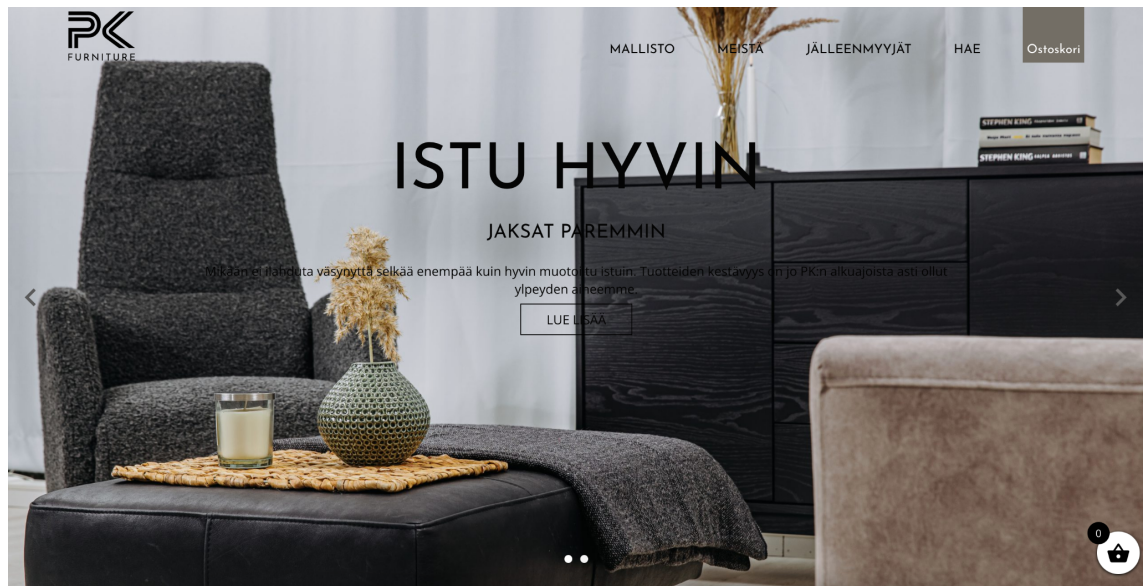 PK
FURNITURE
MALLISTO
MEISTÄ
JÄLLEENMYYJÄT
HAE
Ostoskori
STEPHEN KING
STEPHEN KING
ISTU HYVIN
JAKSAT PAREMMIN
Mikään ei ilahduta väsynyttä selkää enempää kuin hyvin muotoiltu istuin. Tuotteiden kestävyys on jo PK:n alkuajoista asti ollut
ylpeyden aiheemme.
LUE LISÄÄ
0